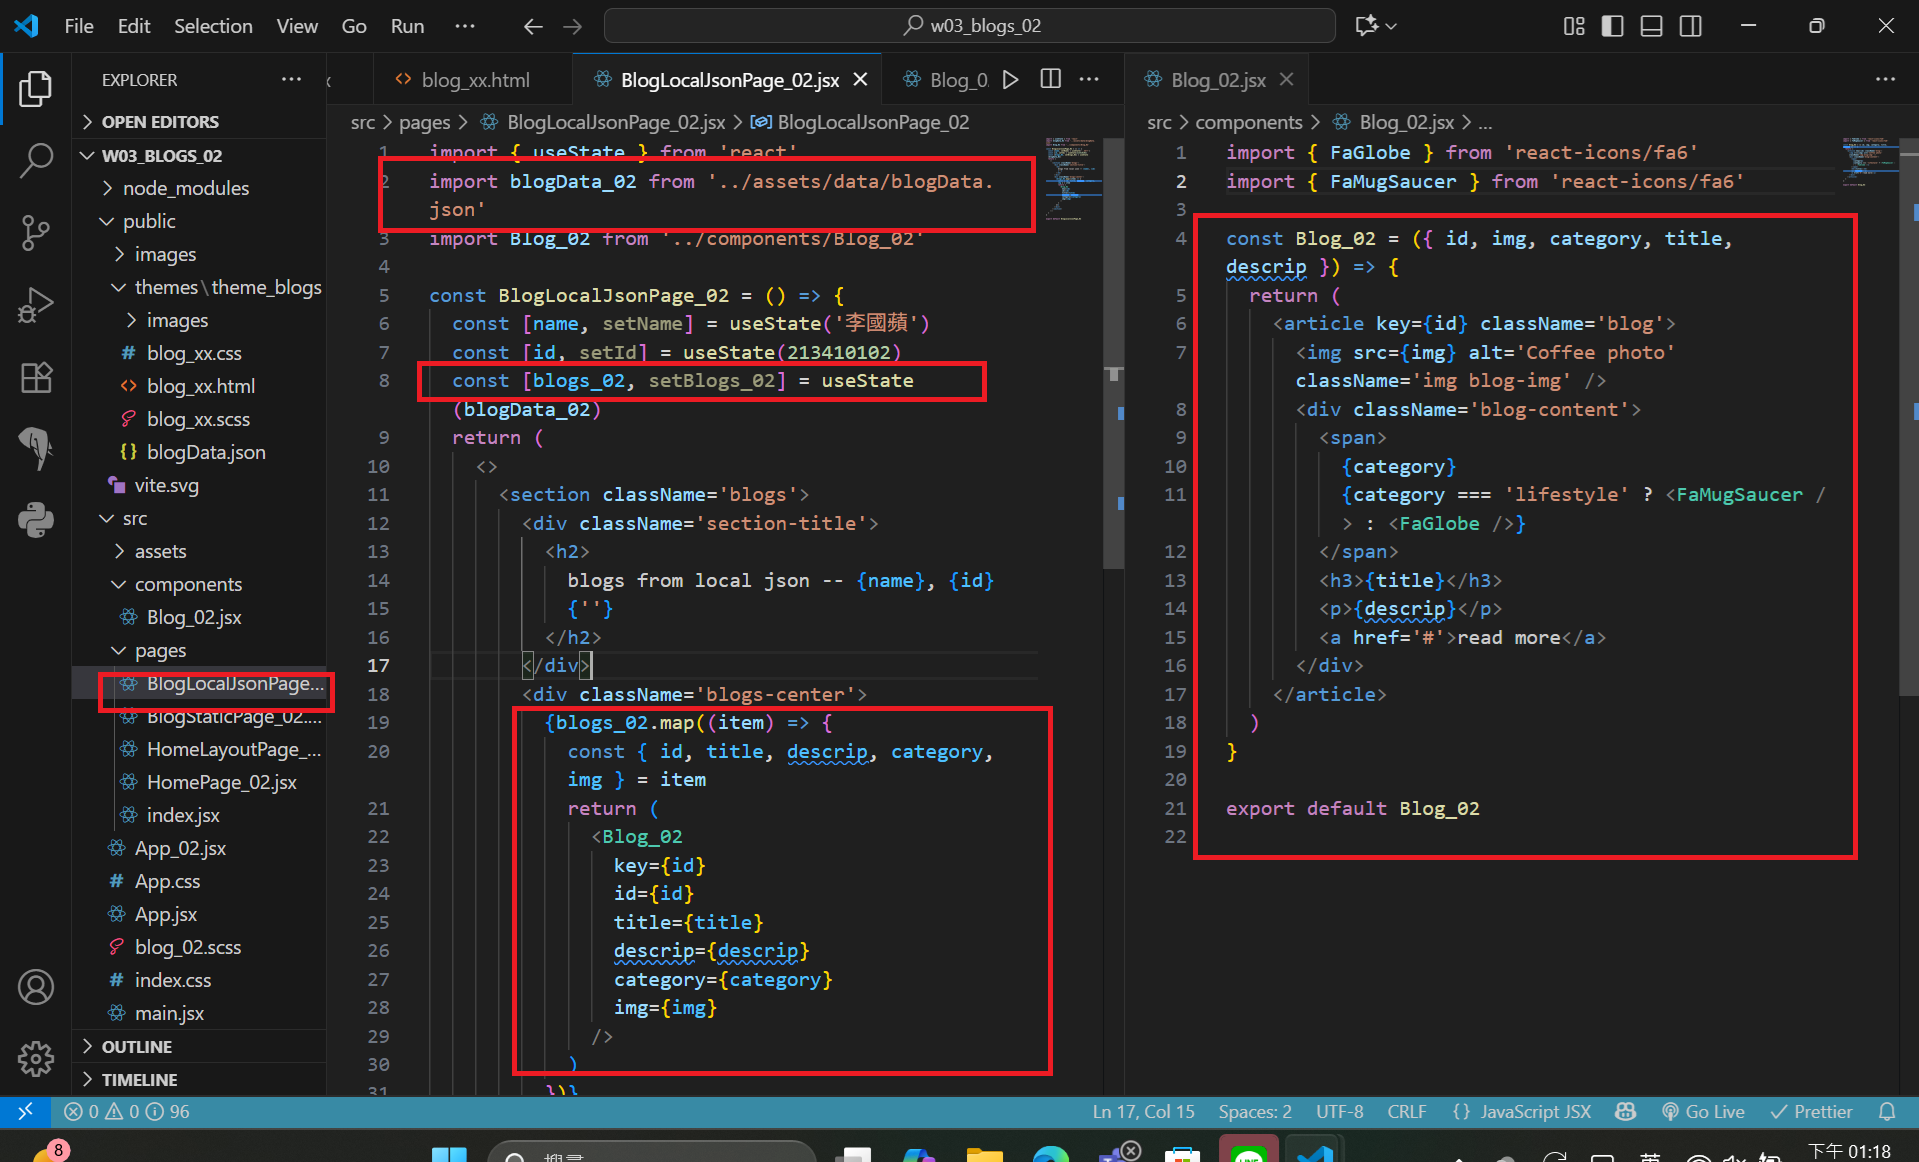 File Edit Selection View Go Run ···
w03_blogs_02
EXPLORER
OPEN EDITORS
W03_BLOGS_02
node_modules
public
images
themes\theme_blogs
images
blog_xx.css
blog_xx.html
blog_xx.scss
blogData.json
vite.svg
src
assets
components
Blog_02.jsx
pages
BlogLocalJsonPage...
BlogStaticPage_02....
HomeLayoutPage_...
HomePage_02.jsx
index.jsx
App_02.jsx
App.css
App.jsx
blog_02.scss
index.css
main.jsx
OUTLINE
TIMELINE
blog_xx.html
BlogLocalJsonPage_02.jsx
Blog_0
src > pages > BlogLocalJsonPage_02.jsx > BlogLocalJsonPage_02
1 import { useState } from 'react'
2 import blogData_02 from '../assets/data/blogData.
json'
3 import Blog_02 from '../components/Blog_02'
4
5 const BlogLocalJsonPage_02 = () => {
6 const [name, setName] = useState('李國蘋')
7 const [id, setId] = useState(213410102)
8 const [blogs_02, setBlogs_02] = useState
(blogData_02)
9 return (
10 <>
11 <section className='blogs'>
12 <div className='section-title'>
13 <h2>
14 blogs from local json -- {name}, {id}
15 {''}
16 </h2>
17 </div>
18 <div className='blogs-center'>
19 {blogs_02.map((item) => {
20 const { id, title, descrip, category,
img } = item
21 return (
22 <Blog_02
23 key={id}
24 id={id}
25 title={title}
26 descrip={descrip}
27 category={category}
28 img={img}
29 />
30 )
31 })}
Blog_02.jsx
src > components > Blog_02.jsx > ...
1 import { FaGlobe } from 'react-icons/fa6'
2 import { FaMugSaucer } from 'react-icons/fa6'
3
4 const Blog_02 = ({ id, img, category, title,
descrip }) => {
5 return (
6 <article key={id} className='blog'>
7 <img src={img} alt='Coffee photo'
className='img blog-img' />
8 <div className='blog-content'>
9 <span>
10 {category}
11 {category === 'lifestyle' ? <FaMugSaucer /
> : <FaGlobe />}
12 </span>
13 <h3>{title}</h3>
14 <p>{descrip}</p>
15 <a href='#'>read more</a>
16 </div>
17 </article>
18 )
19 }
20
21 export default Blog_02
22
0 0 96
Ln 17, Col 15 Spaces: 2 UTF-8 CRLF {} JavaScript JSX Go Live Prettier
8
LINE
下午 01:18